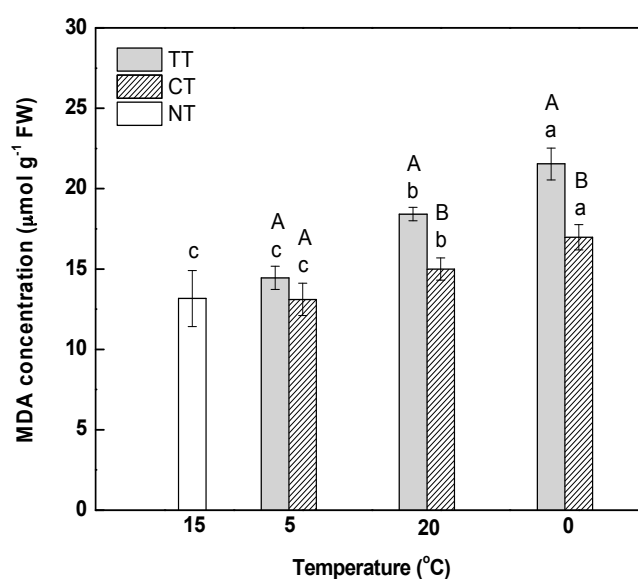 MDA concentration (μmol g⁻¹ FW)
30
25
20
15
10
5
0
TT
CT
NT
c
A
c
A
c
A
b
B
b
A
a
B
a
15 5 20 0
Temperature (°C)